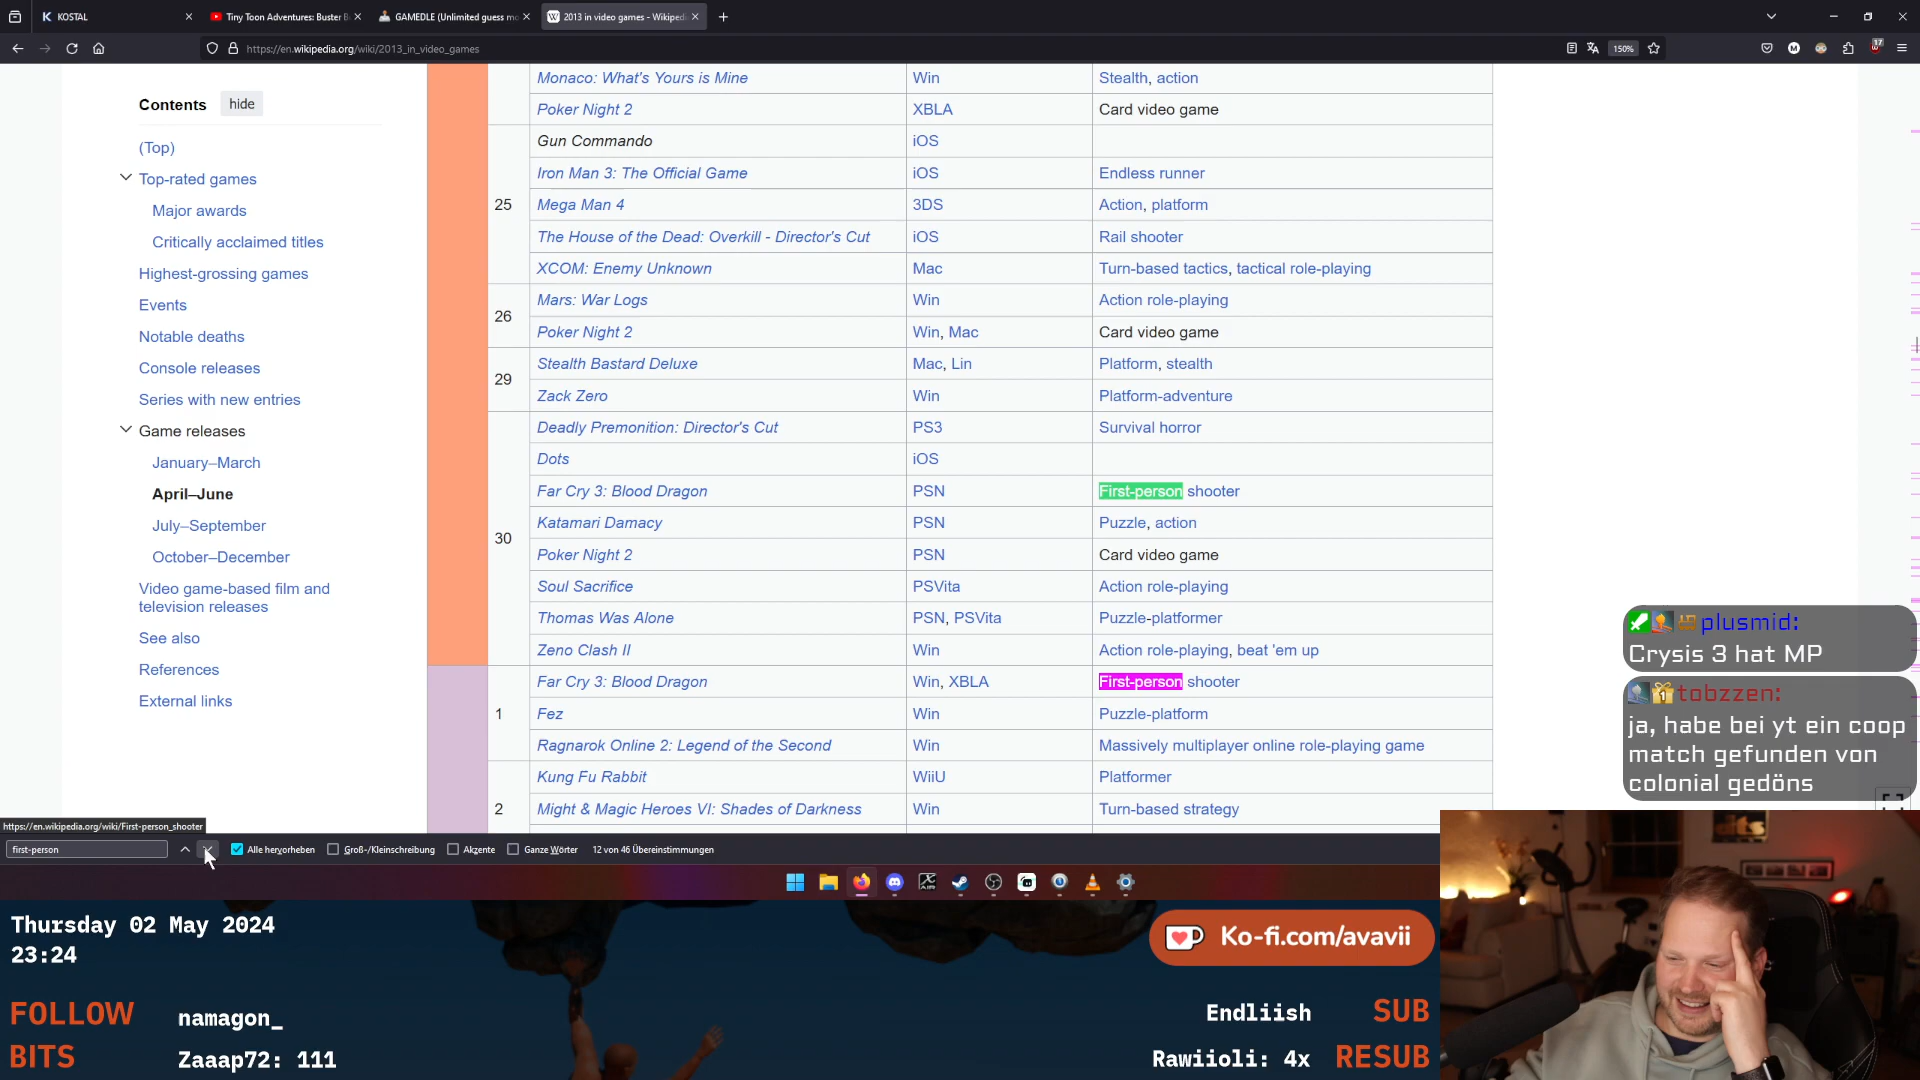 KOSTAL
Tiny Toon Adventures: Buster B
GAMEDLE (Unlimited guess mo
2013 in video games - Wikiped
https://en.wikipedia.org/wiki/2013_in_video_games
150%
17
Contents hide
(Top)
Top-rated games
Major awards
Critically acclaimed titles
Highest-grossing games
Events
Notable deaths
Console releases
Series with new entries
Game releases
January–March
April–June
July–September
October–December
Video game-based film and
television releases
See also
References
External links
Monaco: What's Yours is Mine Win Stealth, action
Poker Night 2 XBLA Card video game
25
Gun Commando iOS
Iron Man 3: The Official Game iOS Endless runner
Mega Man 4 3DS Action, platform
The House of the Dead: Overkill - Director's Cut iOS Rail shooter
XCOM: Enemy Unknown Mac Turn-based tactics, tactical role-playing
26
Mars: War Logs Win Action role-playing
Poker Night 2 Win, Mac Card video game
29
Stealth Bastard Deluxe Mac, Lin Platform, stealth
Zack Zero Win Platform-adventure
30
Deadly Premonition: Director's Cut PS3 Survival horror
Dots iOS
Far Cry 3: Blood Dragon PSN First-person shooter
Katamari Damacy PSN Puzzle, action
Poker Night 2 PSN Card video game
Soul Sacrifice PSVita Action role-playing
Thomas Was Alone PSN, PSVita Puzzle-platformer
Zeno Clash II Win Action role-playing, beat 'em up
1
Far Cry 3: Blood Dragon Win, XBLA First-person shooter
Fez Win Puzzle-platform
Ragnarok Online 2: Legend of the Second Win Massively multiplayer online role-playing game
2
Kung Fu Rabbit WiiU Platformer
Might & Magic Heroes VI: Shades of Darkness Win Turn-based strategy
plusmid:
Crysis 3 hat MP
tobzzen:
ja, habe bei yt ein coop
match gefunden von
colonial gedöns
https://en.wikipedia.org/wiki/First-person_shooter
first-person Alle hervorheben Groß-/Kleinschreibung Akzente Ganze Wörter 12 von 46 Übereinstimmungen
Thursday 02 May 2024
23:24
FOLLOW namagon_
BITS Zaaap72: 111
Ko-fi.com/avavii
Endliish SUB
Rawiioli: 4x RESUB